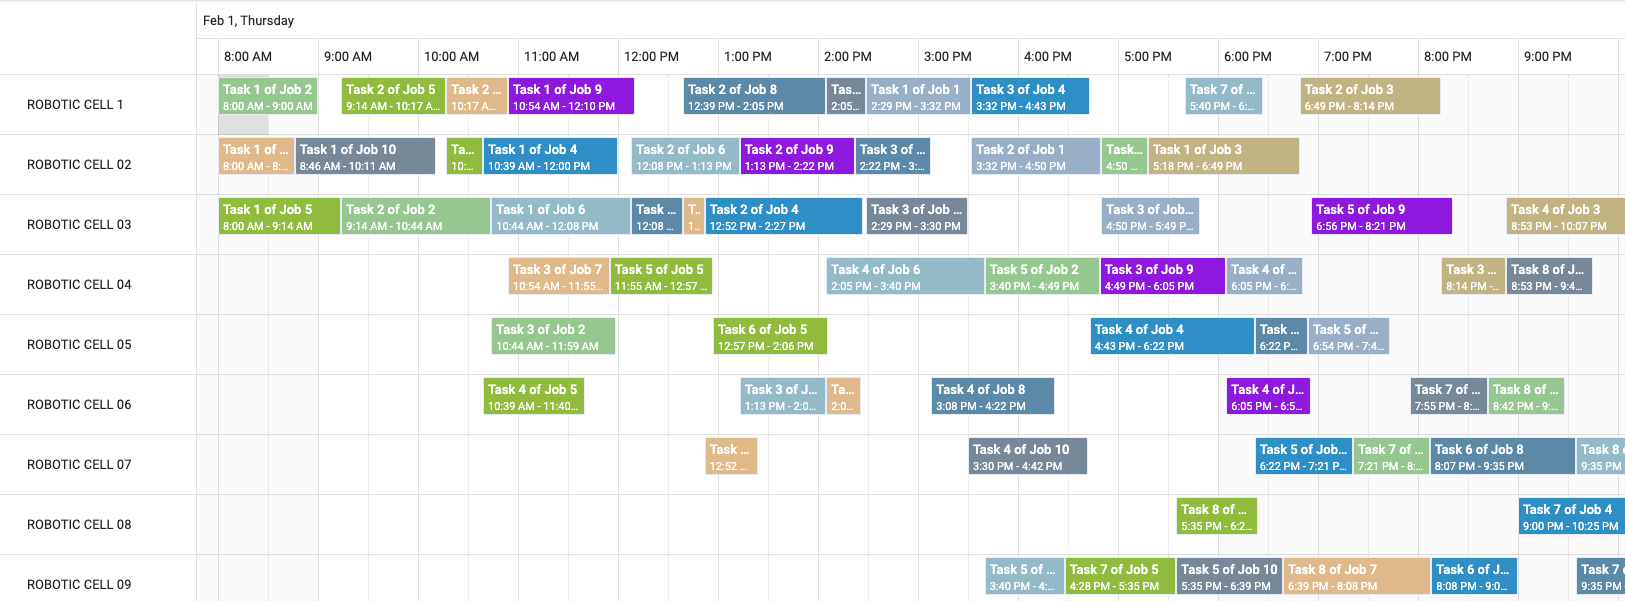 Feb 1, Thursday
8:00 AM 9:00 AM 10:00 AM 11:00 AM 12:00 PM 1:00 PM 2:00 PM 3:00 PM 4:00 PM 5:00 PM 6:00 PM 7:00 PM 8:00 PM 9:00 PM
ROBOTIC CELL 1
Task 1 of Job 2
8:00 AM - 9:00 AM
Task 2 of Job 5
9:14 AM - 10:17 A...
Task 2 ...
10:17 A...
Task 1 of Job 9
10:54 AM - 12:10 PM
Task 2 of Job 8
12:39 PM - 2:05 PM
Tas...
2:05...
Task 1 of Job 1
2:29 PM - 3:32 PM
Task 3 of Job 4
3:32 PM - 4:43 PM
Task 7 of ...
5:40 PM - 6:...
Task 2 of Job 3
6:49 PM - 8:14 PM
ROBOTIC CELL 02
Task 1 of ...
8:00 AM - 8:...
Task 1 of Job 10
8:46 AM - 10:11 AM
Ta...
10:...
Task 1 of Job 4
10:39 AM - 12:00 PM
Task 2 of Job 6
12:08 PM - 1:13 PM
Task 2 of Job 9
1:13 PM - 2:22 PM
Task 3 of ...
2:22 PM - 3:...
Task 2 of Job 1
3:32 PM - 4:50 PM
Task...
4:50 ...
Task 1 of Job 3
5:18 PM - 6:49 PM
ROBOTIC CELL 03
Task 1 of Job 5
8:00 AM - 9:14 AM
Task 2 of Job 2
9:14 AM - 10:44 AM
Task 1 of Job 6
10:44 AM - 12:08 PM
Task ...
12:08 ...
T...
1...
Task 2 of Job 4
12:52 PM - 2:27 PM
Task 3 of Job ...
2:29 PM - 3:30 PM
Task 3 of Job...
4:50 PM - 5:49 P...
Task 5 of Job 9
6:56 PM - 8:21 PM
Task 4 of Job 3
8:53 PM - 10:07 PM
ROBOTIC CELL 04
Task 3 of Job 7
10:54 AM - 11:55...
Task 5 of Job 5
11:55 AM - 12:57 ...
Task 4 of Job 6
2:05 PM - 3:40 PM
Task 5 of Job 2
3:40 PM - 4:49 PM
Task 3 of Job 9
4:49 PM - 6:05 PM
Task 4 of ...
6:05 PM - 6:...
Task 3 ...
8:14 PM -...
Task 8 of J...
8:53 PM - 9:4...
ROBOTIC CELL 05
Task 3 of Job 2
10:44 AM - 11:59 AM
Task 6 of Job 5
12:57 PM - 2:06 PM
Task 4 of Job 4
4:43 PM - 6:22 PM
Task ...
6:22 P...
Task 5 of ...
6:54 PM - 7:4...
ROBOTIC CELL 06
Task 4 of Job 5
10:39 AM - 11:40...
Task 3 of J...
1:13 PM - 2:0...
Ta...
2:0...
Task 4 of Job 8
3:08 PM - 4:22 PM
Task 4 of J...
6:05 PM - 6:5...
Task 7 of ...
7:55 PM - 8:...
Task 8 of ...
8:42 PM - 9:...
ROBOTIC CELL 07
Task ...
12:52 ...
Task 4 of Job 10
3:30 PM - 4:42 PM
Task 5 of Job...
6:22 PM - 7:21 P...
Task 7 of ...
7:21 PM - 8:...
Task 6 of Job 8
8:07 PM - 9:35 PM
Task 8
9:35 PM
ROBOTIC CELL 08
Task 8 of ...
5:35 PM - 6:2...
Task 7 of Job 4
9:00 PM - 10:25 PM
ROBOTIC CELL 09
Task 5 of ...
3:40 PM - 4:...
Task 7 of Job 5
4:28 PM - 5:35 PM
Task 5 of Job 10
5:35 PM - 6:39 PM
Task 8 of Job 7
6:39 PM - 8:08 PM
Task 6 of J...
8:08 PM - 9:0...
Task 7
9:35 PM